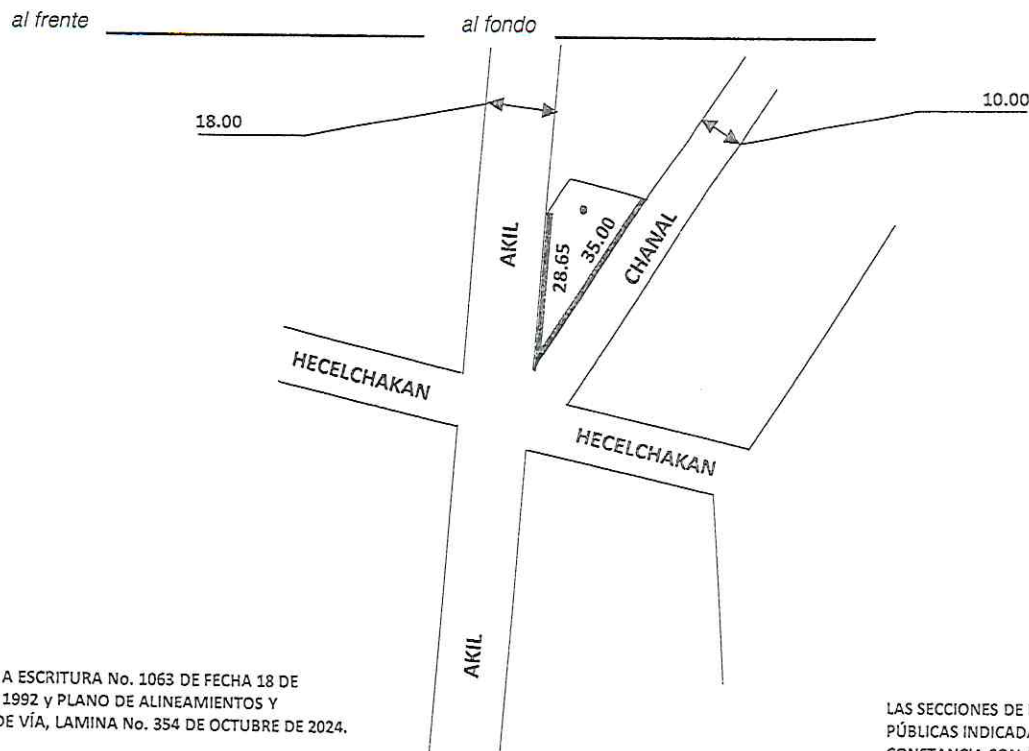 al frente
al fondo
18.00
10.00
AKIL
28.65
35.00
CHANAL
HECELCHAKAN
HECELCHAKAN
AKIL
A ESCRITURA No. 1063 DE FECHA 18 DE
1992 y PLANO DE ALINEAMIENTOS Y
DE VÍA, LAMINA No. 354 DE OCTUBRE DE 2024.
LAS SECCIONES DE
PÚBLICAS